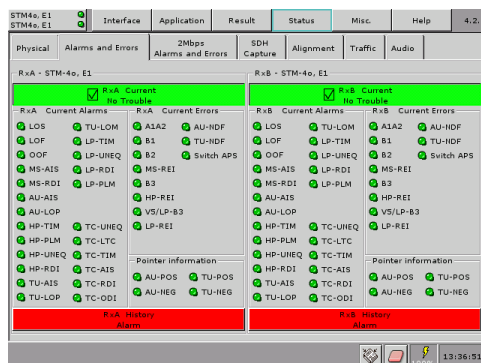 STM4o, E1
STM4o, E1
Interface
Application
Result
Status
Misc.
Help
4.2.
Physical
Alarms and Errors
2Mbps
Alarms and Errors
SDH
Capture
Alignment
Traffic
Audio
RxA - STM-4o, E1
RxA Current
No Trouble
RxA Current Alarms
LOS TU-LOM
LOF LP-TIM
OOF LP-UNEQ
MS-AIS LP-RDI
MS-RDI LP-PLM
AU-AIS
AU-LOP
HP-TIM TC-UNEQ
HP-PLM TC-LTC
HP-UNEQ TC-TIM
HP-RDI TC-AIS
TU-AIS TC-RDI
TU-LOP TC-ODI
RxA Current Errors
A1A2 AU-NDF
B1 TU-NDF
B2 Switch APS
MS-REI
B3
HP-REI
V5/LP-B3
LP-REI
Pointer information
AU-POS TU-POS
AU-NEG TU-NEG
RxA History
Alarm
RxB - STM-4o, E1
RxB Current
No Trouble
RxB Current Alarms
LOS TU-LOM
LOF LP-TIM
OOF LP-UNEQ
MS-AIS LP-RDI
MS-RDI LP-PLM
AU-AIS
AU-LOP
HP-TIM TC-UNEQ
HP-PLM TC-LTC
HP-UNEQ TC-TIM
HP-RDI TC-AIS
TU-AIS TC-RDI
TU-LOP TC-ODI
RxB Current Errors
A1A2 AU-NDF
B1 TU-NDF
B2 Switch APS
MS-REI
B3
HP-REI
V5/LP-B3
LP-REI
Pointer information
AU-POS TU-POS
AU-NEG TU-NEG
RxB History
Alarm
100%
13:36:51